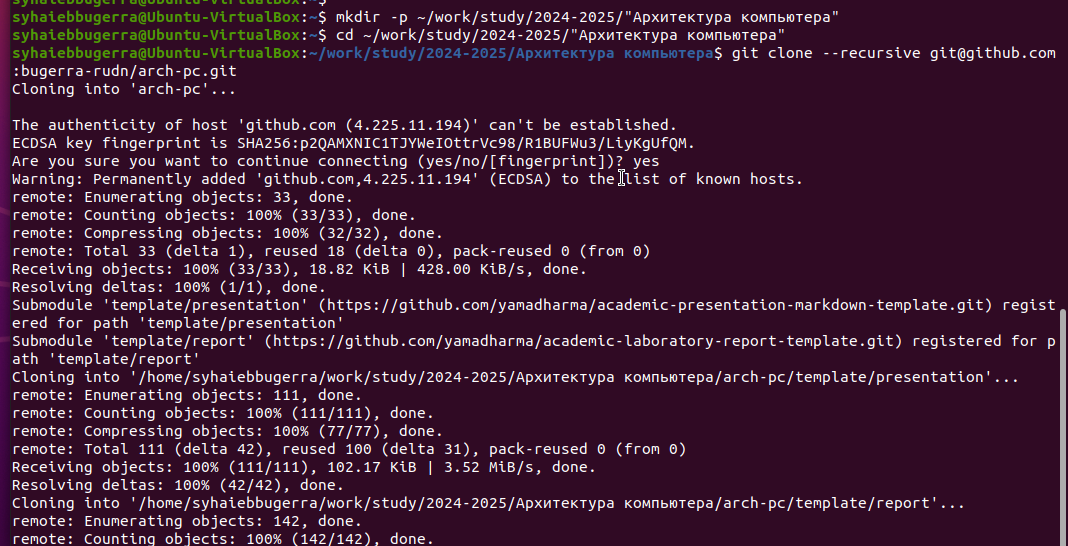 syhaiebbugerra@Ubuntu-VirtualBox:~$ mkdir -p ~/work/study/2024-2025/"Архитектура компьютера"
syhaiebbugerra@Ubuntu-VirtualBox:~$ cd ~/work/study/2024-2025/"Архитектура компьютера"
syhaiebbugerra@Ubuntu-VirtualBox:~/work/study/2024-2025/Архитектура компьютера$ git clone --recursive git@github.com
:bugerra-rudn/arch-pc.git
Cloning into 'arch-pc'...
The authenticity of host 'github.com (4.225.11.194)' can't be established.
ECDSA key fingerprint is SHA256:p2QAMXNIC1TJYWeIOttrVc98/R1BUFWu3/LiyKgUfQM.
Are you sure you want to continue connecting (yes/no/[fingerprint])? yes
Warning: Permanently added 'github.com,4.225.11.194' (ECDSA) to the list of known hosts.
remote: Enumerating objects: 33, done.
remote: Counting objects: 100% (33/33), done.
remote: Compressing objects: 100% (32/32), done.
remote: Total 33 (delta 1), reused 18 (delta 0), pack-reused 0 (from 0)
Receiving objects: 100% (33/33), 18.82 KiB | 428.00 KiB/s, done.
Resolving deltas: 100% (1/1), done.
Submodule 'template/presentation' (https://github.com/yamadharma/academic-presentation-markdown-template.git) regist
ered for path 'template/presentation'
Submodule 'template/report' (https://github.com/yamadharma/academic-laboratory-report-template.git) registered for p
ath 'template/report'
Cloning into '/home/syhaiebbugerra/work/study/2024-2025/Архитектура компьютера/arch-pc/template/presentation'...
remote: Enumerating objects: 111, done.
remote: Counting objects: 100% (111/111), done.
remote: Compressing objects: 100% (77/77), done.
remote: Total 111 (delta 42), reused 100 (delta 31), pack-reused 0 (from 0)
Receiving objects: 100% (111/111), 102.17 KiB | 3.52 MiB/s, done.
Resolving deltas: 100% (42/42), done.
Cloning into '/home/syhaiebbugerra/work/study/2024-2025/Архитектура компьютера/arch-pc/template/report'...
remote: Enumerating objects: 142, done.
remote: Counting objects: 100% (142/142), done.